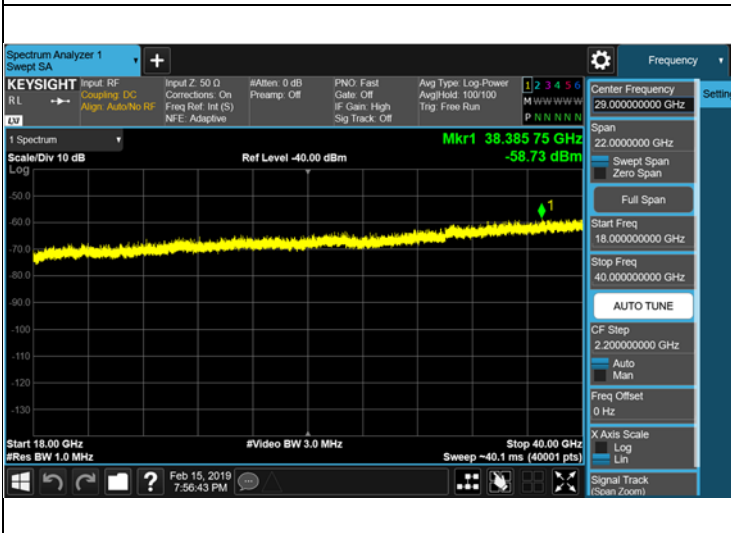 Spectrum Analyzer 1
Swept SA
Frequency
KEYSIGHT
RL
LXI
Input: RF
Coupling: DC
Align: Auto/No RF
Input Z: 50 Ω
Corrections: On
Freq Ref: Int (S)
NFE: Adaptive
#Atten: 0 dB
Preamp: Off
PNO: Fast
Gate: Off
IF Gain: High
Sig Track: Off
Avg Type: Log-Power
Avg|Hold: 100/100
Trig: Free Run
1 2 3 4 5 6
M W W W W W
P N N N N N
Center Frequency
29.000000000 GHz
Settin
Span
22.0000000 GHz
Swept Span
Zero Span
Full Span
Start Freq
18.000000000 GHz
Stop Freq
40.000000000 GHz
AUTO TUNE
CF Step
2.200000000 GHz
Auto
Man
Freq Offset
0 Hz
X Axis Scale
Log
Lin
Signal Track
(Span Zoom)
1 Spectrum
Scale/Div 10 dB
Log
Ref Level -40.00 dBm
Mkr1 38.385 75 GHz
-58.73 dBm
1
-50.0
-60.0
-70.0
-80.0
-90.0
-100
-110
-120
-130
Start 18.00 GHz
#Res BW 1.0 MHz
#Video BW 3.0 MHz
Stop 40.00 GHz
Sweep ~40.1 ms (40001 pts)
?
Feb 15, 2019
7:56:43 PM